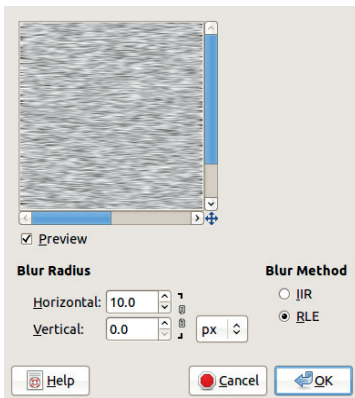 Preview
Blur Radius
Blur Method
Horizontal: 10.0
IIR
Vertical: 0.0
px
RLE
Help
Cancel
OK